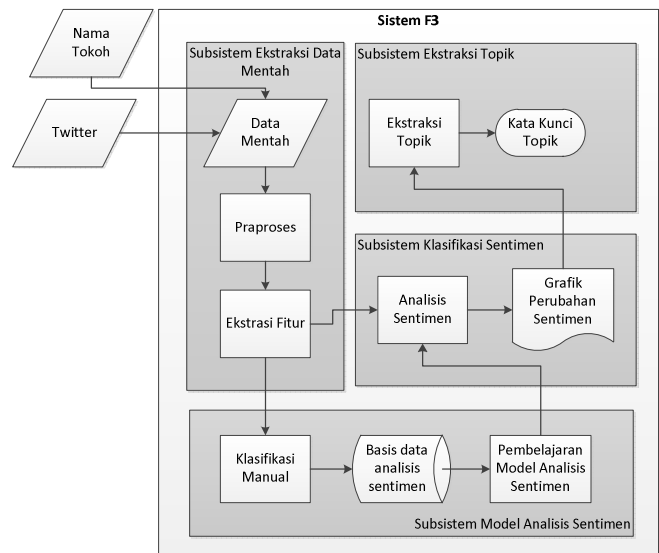 Sistem F3
Nama
Tokoh
Twitter
Subsistem Ekstraksi Data
Mentah
Data
Mentah
Praproses
Ekstrasi Fitur
Subsistem Ekstraksi Topik
Ekstraksi
Topik
Kata Kunci
Topik
Subsistem Klasifikasi Sentimen
Analisis
Sentimen
Grafik
Perubahan
Sentimen
Klasifikasi
Manual
Basis data
analisis
sentimen
Pembelajaran
Model Analisis
Sentimen
Subsistem Model Analisis Sentimen